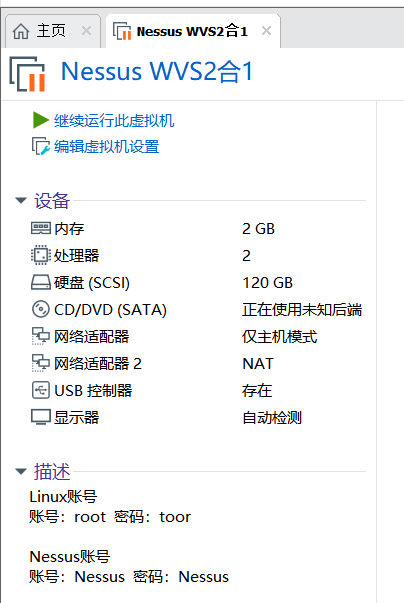 主页
Nessus WVS2合1
Nessus WVS2合1
继续运行此虚拟机
编辑虚拟机设置
设备
内存 2 GB
处理器 2
硬盘 (SCSI) 120 GB
CD/DVD (SATA) 正在使用未知后端
网络适配器 仅主机模式
网络适配器 2 NAT
USB 控制器 存在
显示器 自动检测
描述
Linux账号
账号：root 密码：toor
Nessus账号
账号：Nessus 密码：Nessus